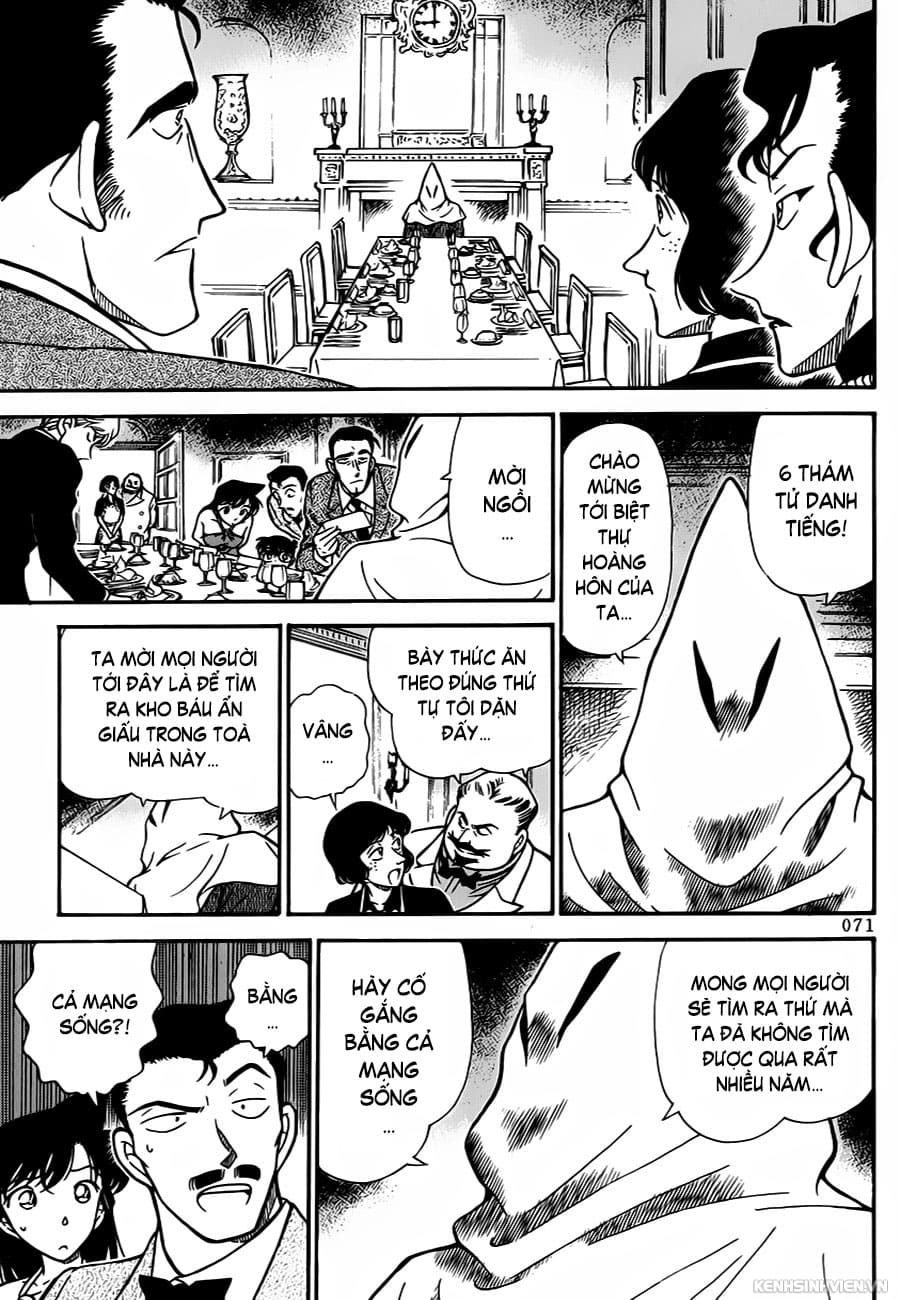 6 THÁM
TỬ DANH
TIẾNG!
CHÀO
MỪNG
TỚI BIỆT
THỰ
HOÀNG
HÔN CỦA
TA...
MỜI
NGỒI
...
BÀY THỨC ĂN
THEO ĐÚNG THỨ
TỰ TÔI DẶN
ĐẤY...
VÂNG
...
TA MỜI MỌI NGƯỜI
TỚI ĐÂY LÀ ĐỂ TÌM
RA KHO BÁU ẨN
GIẤU TRONG TOÀ
NHÀ NÀY...
071
MONG MỌI NGƯỜI
SẼ TÌM RA THỨ MÀ
TA ĐÃ KHÔNG TÌM
ĐƯỢC QUA RẤT
NHIỀU NĂM...
HÃY CỐ
GẮNG
BẰNG CẢ
MẠNG
SỐNG
...
BẰNG
...
CẢ MẠNG
SỐNG?!
KENHSINHVIEN.VN